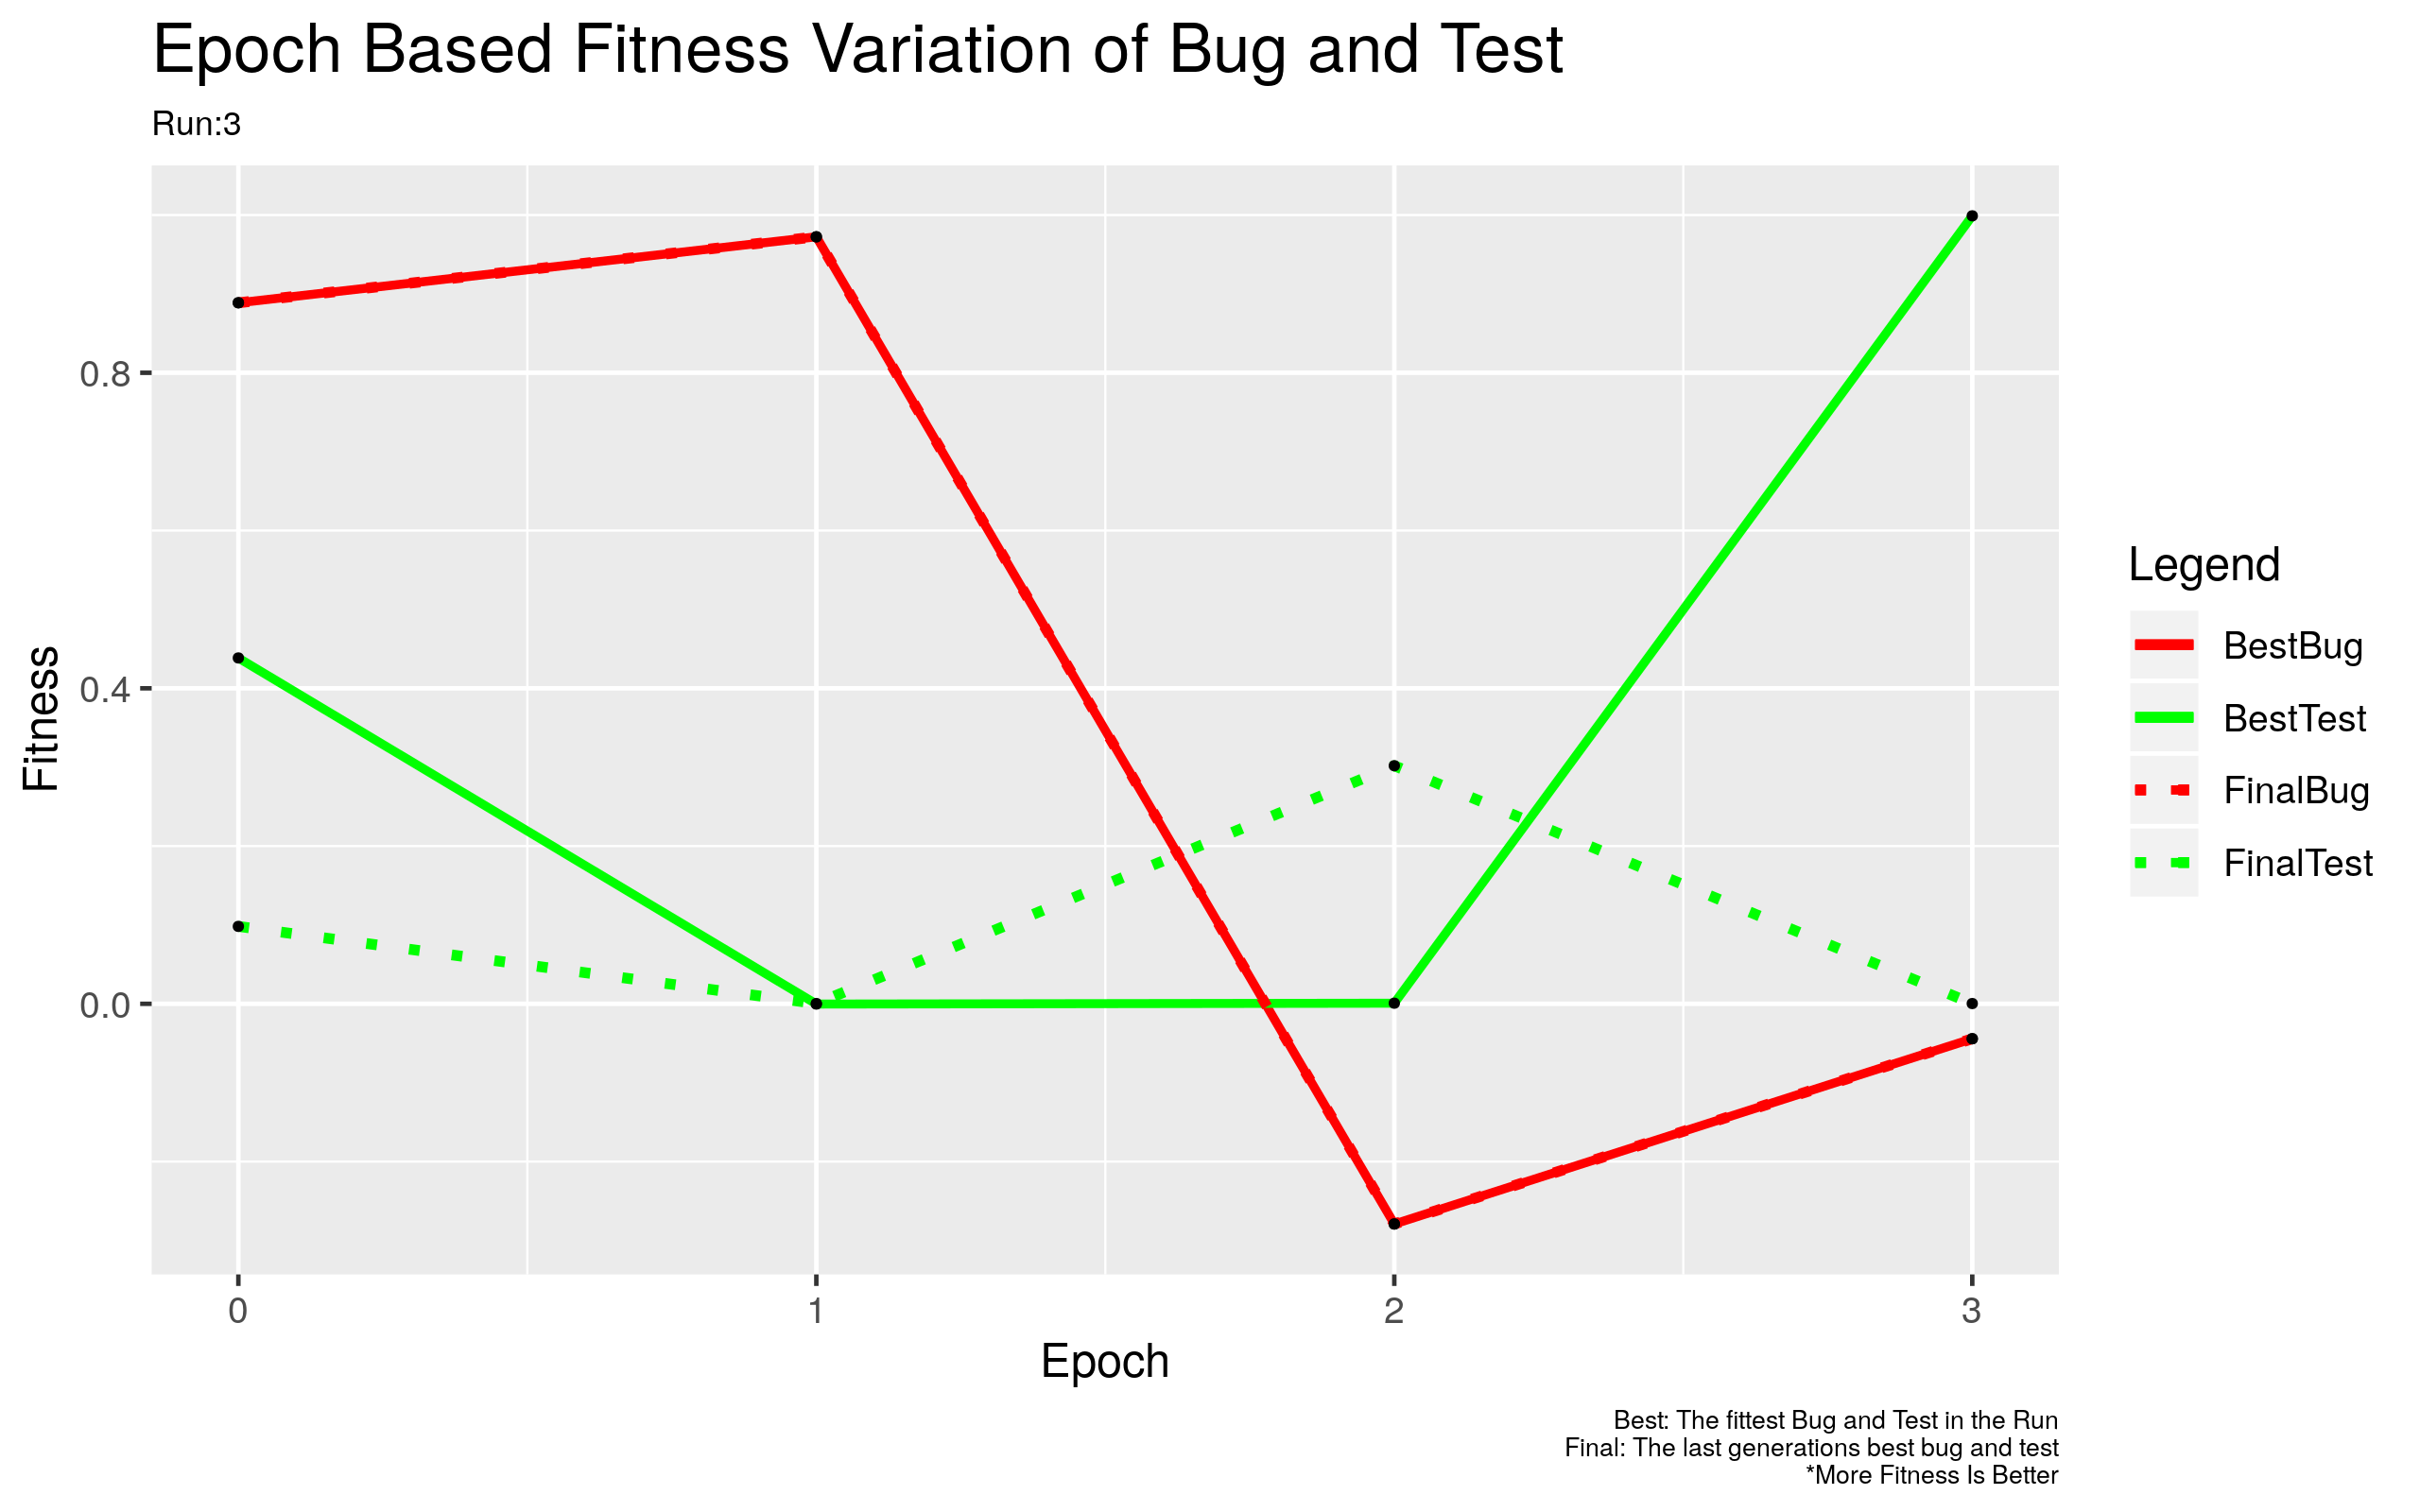 Epoch Based Fitness Variation of Bug and Test
Run:3
0.8
0.4
0.0
Fitness
0
1
2
3
Epoch
Legend
BestBug
BestTest
FinalBug
FinalTest
Best: The fittest Bug and Test in the Run
Final: The last generations best bug and test
*More Fitness Is Better